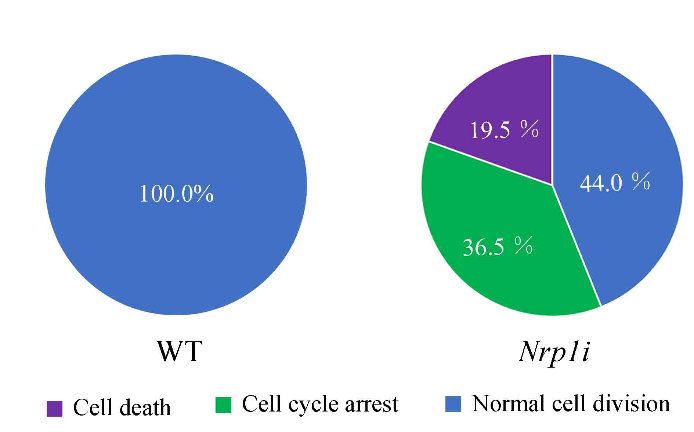 100.0%
19.5 %
44.0 %
36.5 %
WT
Nrp1i
Cell death
Cell cycle arrest
Normal cell division